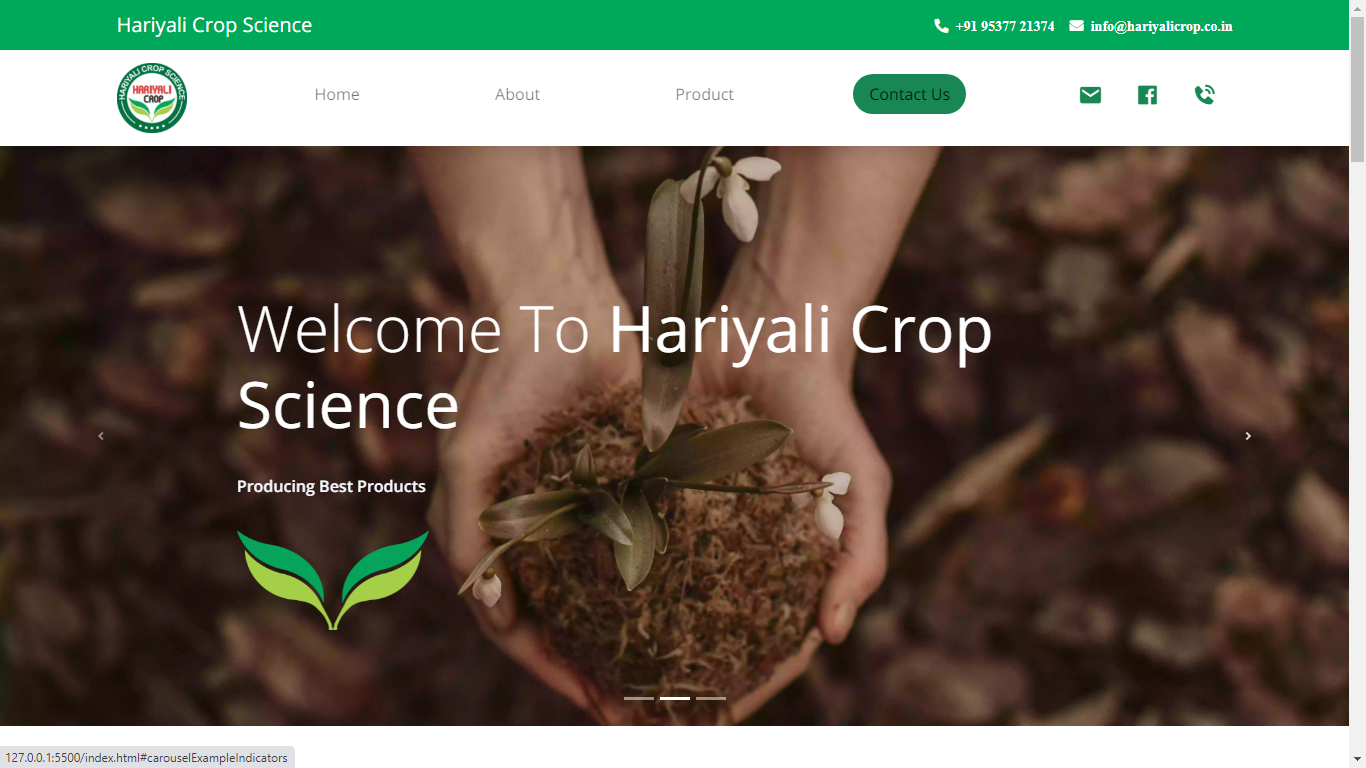 Hariyali Crop Science
+91 95377 21374
info@hariyalicrop.co.in
HARIYALI CROP SCIENCE
HARIYALI
CROP
Home
About
Product
Contact Us
Welcome To Hariyali Crop
Science
Producing Best Products
127.0.0.1:5500/index.html#carouselExampleIndicators